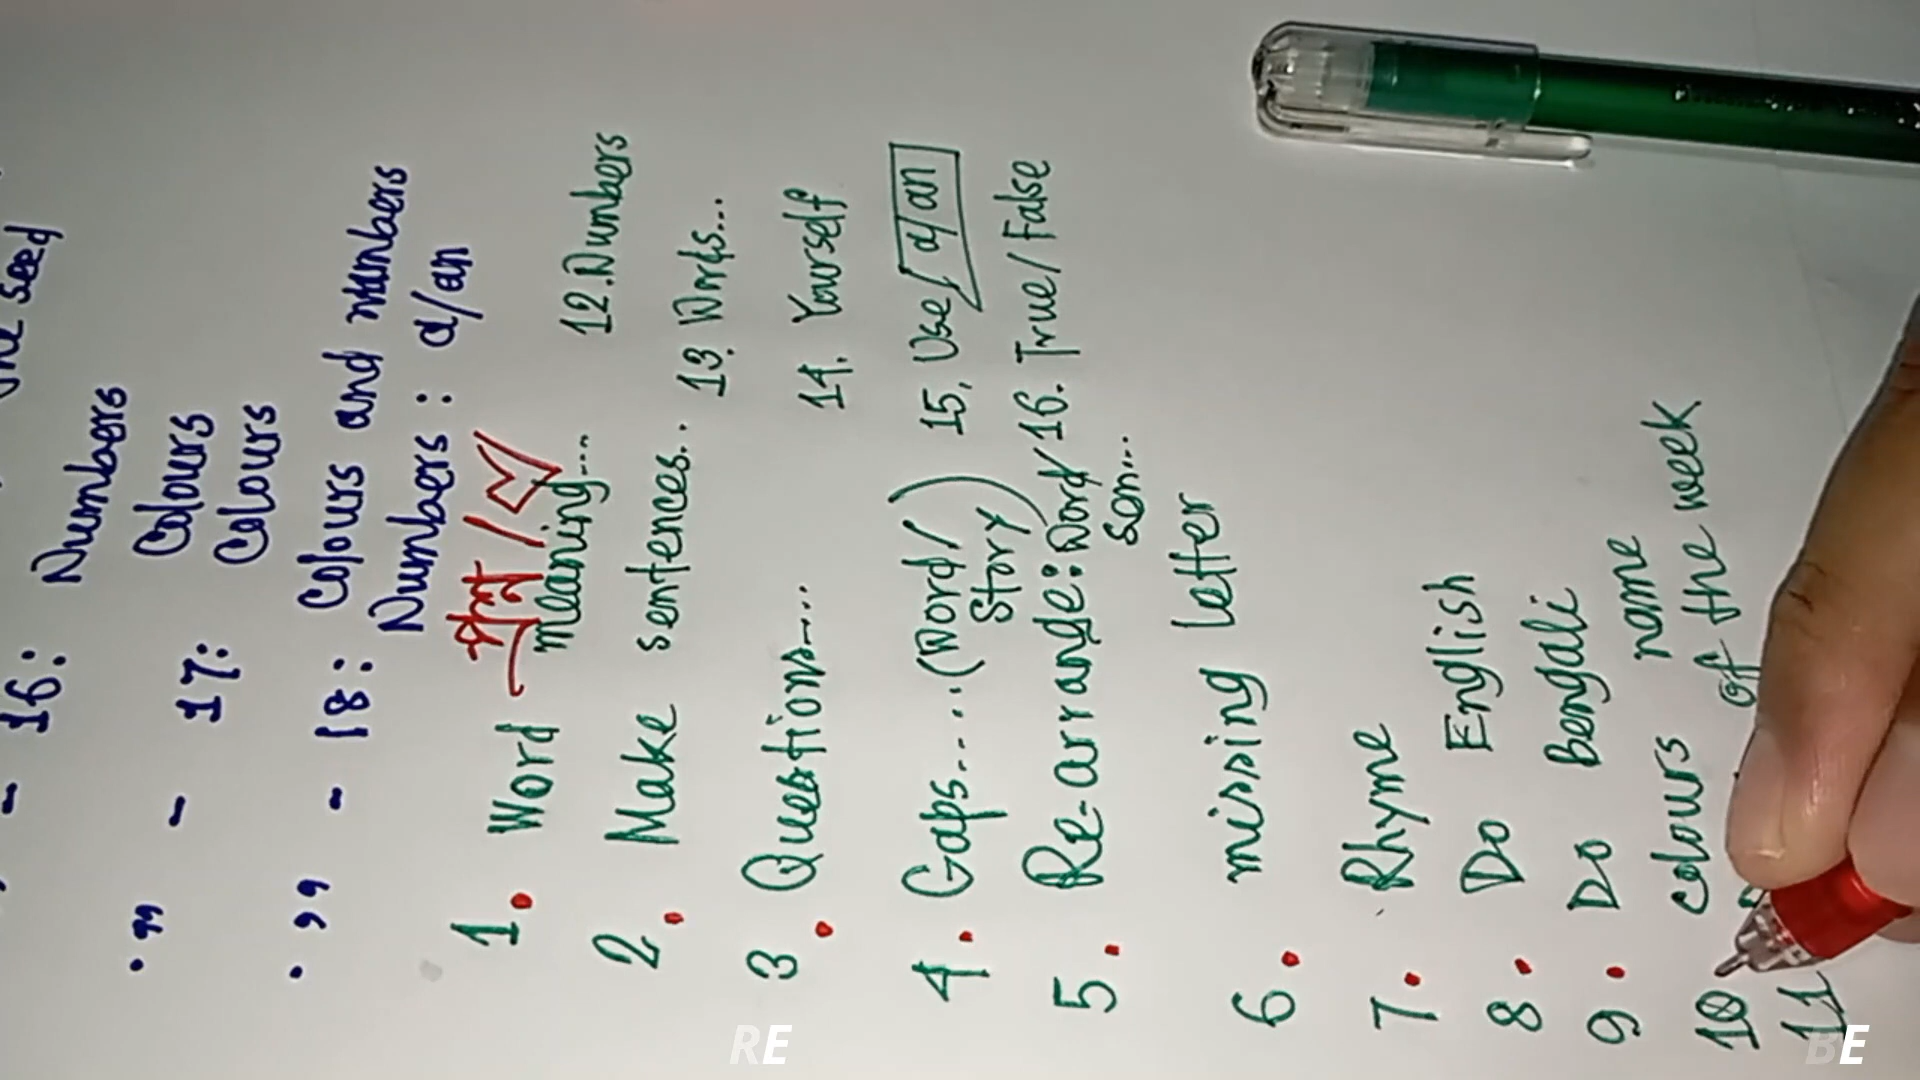 the seed
- 16: Numbers
" - 17: Colours
Colours
" - 18: Colours and numbers
Numbers: a/an
প্রশ্ন /
1. Word meaning... 12. Numbers
2. Make sentences.. 13. Words...
3. Questions.... 14. Yourself
4. Gaps....(Word/ Story) 15. Use a/an
5. Re-arrange: Word/ Sen... 16. True/False
6. missing letter
7. Rhyme
8. Do English
9. Do Bengali
10. colours name
11 of the week
RE
BE